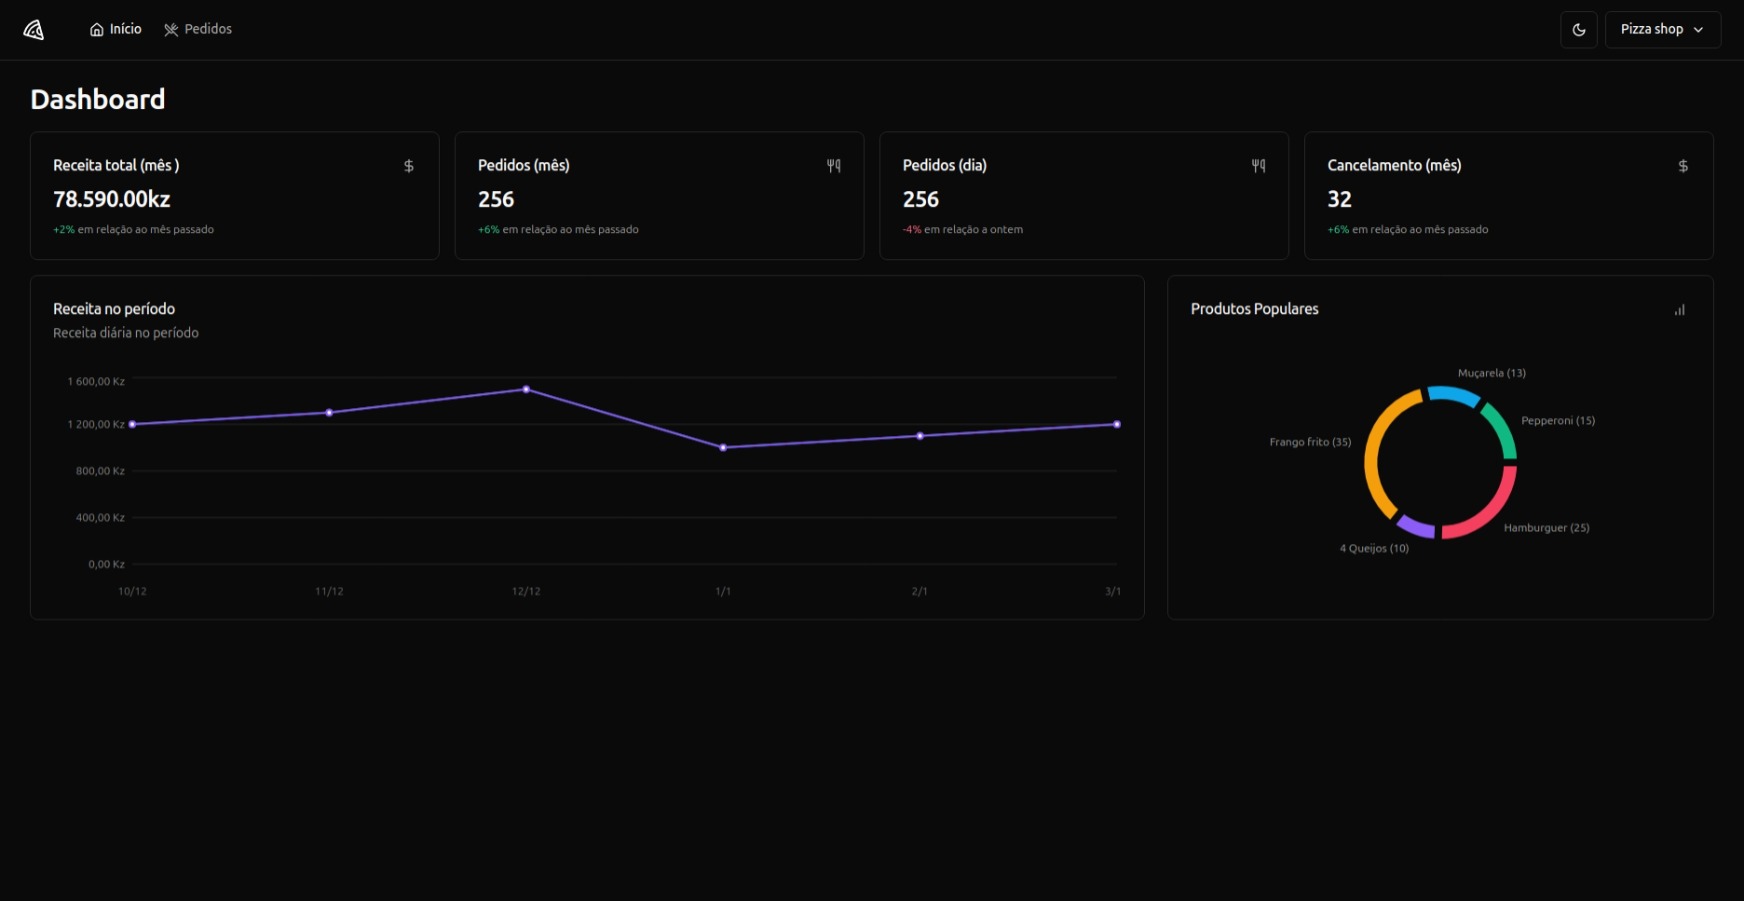 Início
Pedidos
Pizza shop
Dashboard
Receita total (mês )
78.590.00kz
+2% em relação ao mês passado
Pedidos (mês)
256
+6% em relação ao mês passado
Pedidos (dia)
256
-4% em relação a ontem
Cancelamento (mês)
32
+6% em relação ao mês passado
Receita no período
Receita diária no período
1 600,00 Kz
1 200,00 Kz
800,00 Kz
400,00 Kz
0,00 Kz
10/12
11/12
12/12
1/1
2/1
3/1
Produtos Populares
Muçarela (13)
Pepperoni (15)
Frango frito (35)
Hamburguer (25)
4 Queijos (10)